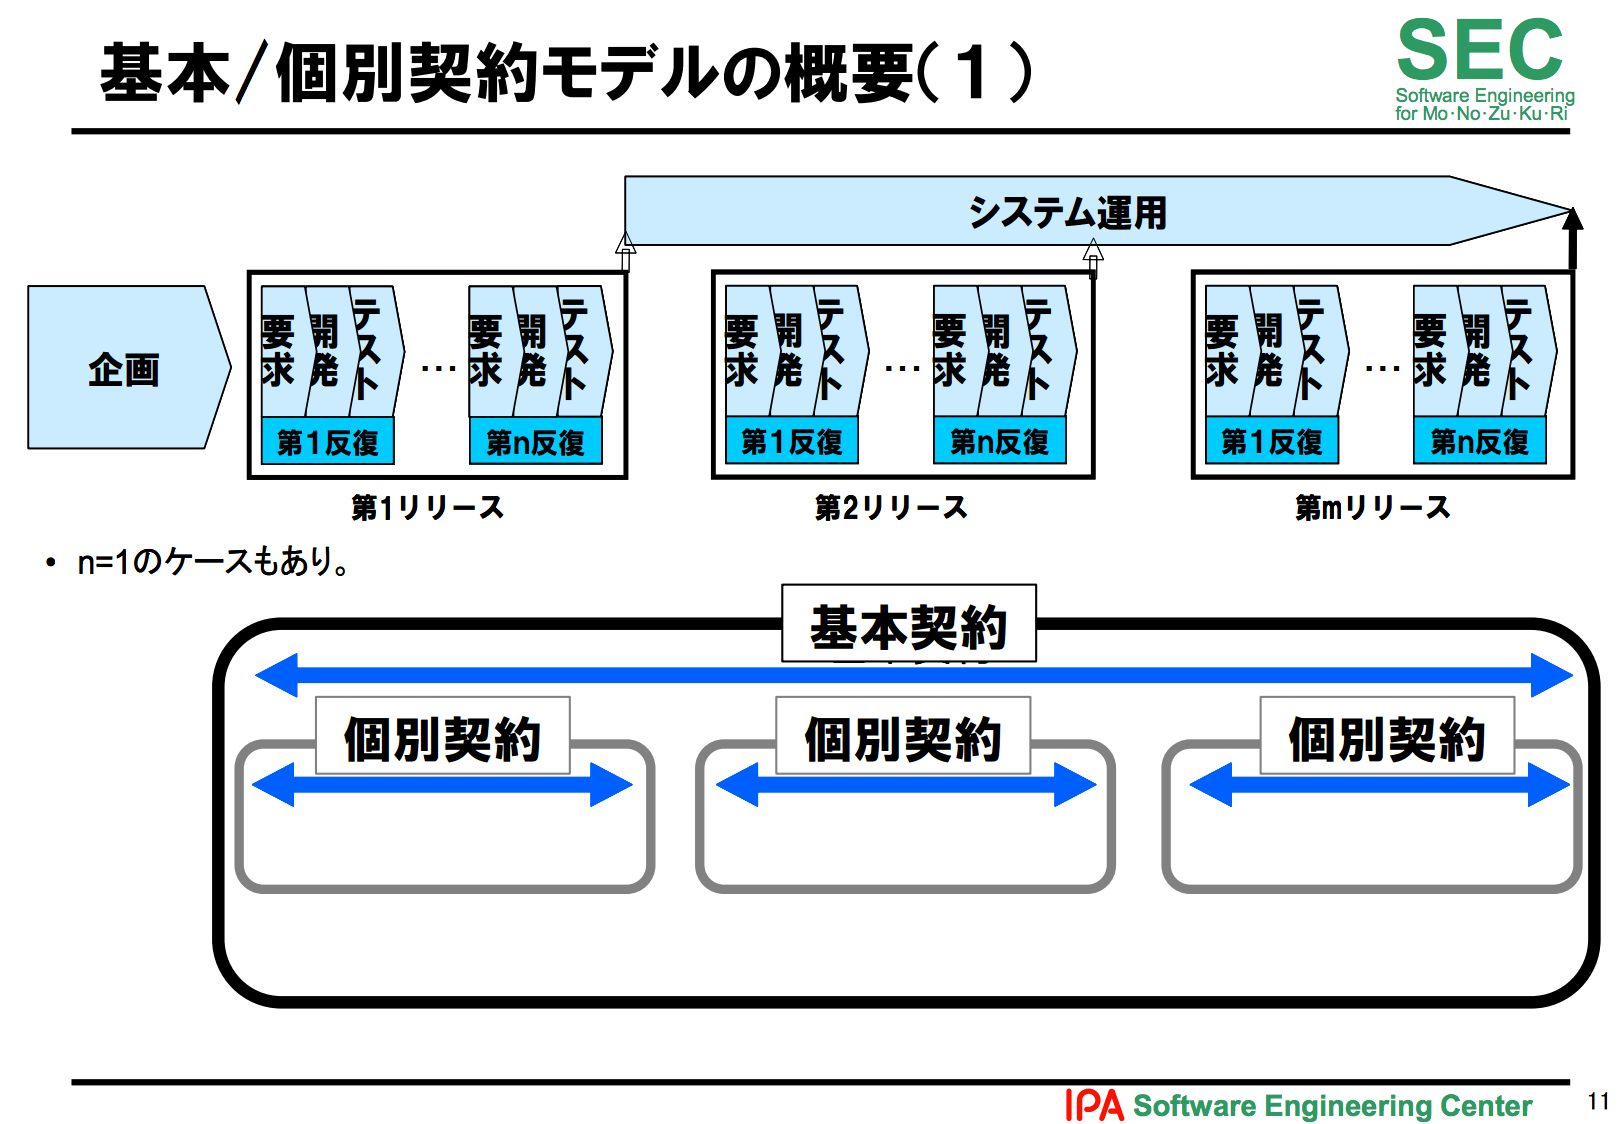 基本/個別契約モデルの概要(1)
SEC
Software Engineering
for Mo・No・Zu・Ku・Ri
システム運用
企画
要求
開発
テスト
…
要求
開発
テスト
第1反復
第n反復
第1リリース
要求
開発
テスト
…
要求
開発
テスト
第1反復
第n反復
第2リリース
要求
開発
テスト
…
要求
開発
テスト
第1反復
第n反復
第mリリース
• n=1のケースもあり。
基本契約
個別契約
個別契約
個別契約
IPA Software Engineering Center
11